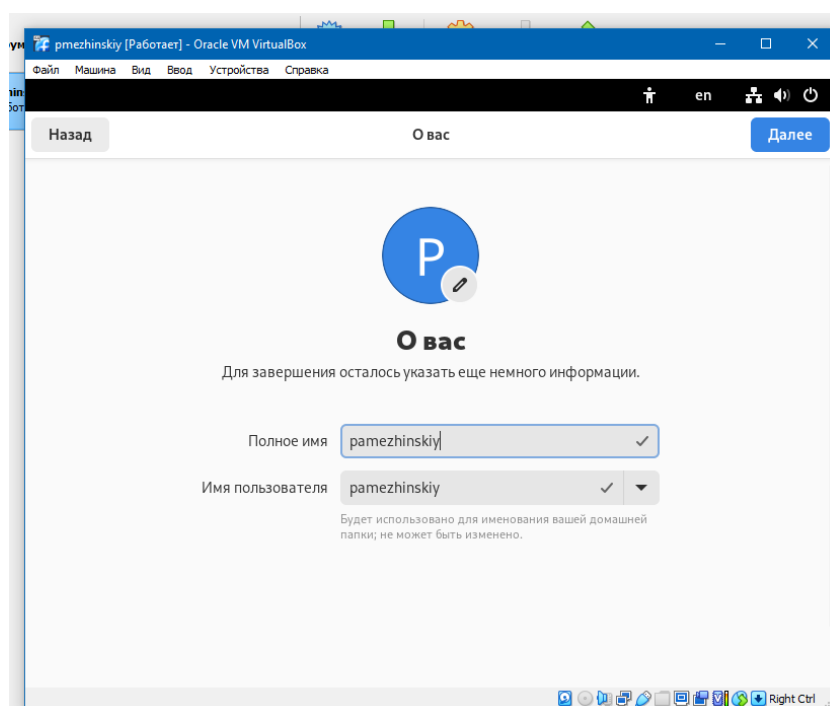 pmezhinskiy [Работает] - Oracle VM VirtualBox
Файл Машина Вид Ввод Устройства Справка
en
Назад
О вас
Далее
P
О вас
Для завершения осталось указать еще немного информации.
Полное имя pamezhinskiy
Имя пользователя pamezhinskiy
Будет использовано для именования вашей домашней
папки; не может быть изменено.
Right Ctrl